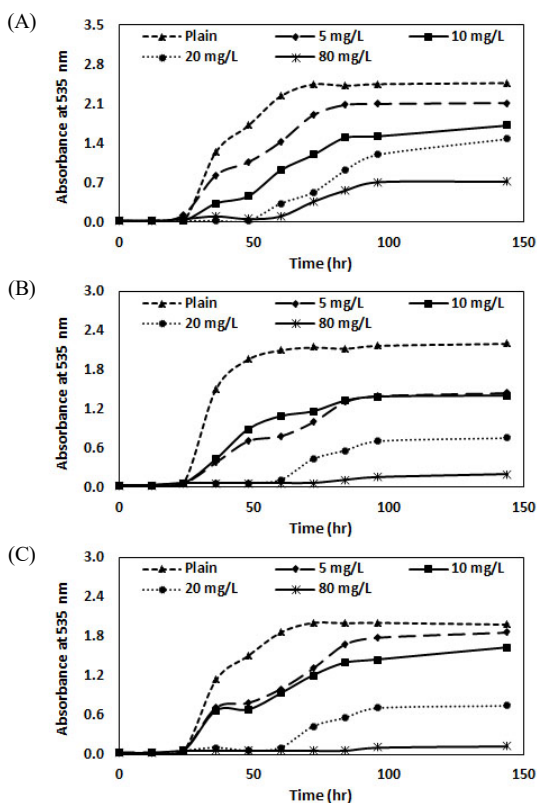 (A)
Plain 5 mg/L 10 mg/L
20 mg/L 80 mg/L
Absorbance at 535 nm
3.5
2.8
2.1
1.4
0.7
0.0
0 50 100 150
Time (hr)
(B)
Plain 5 mg/L 10 mg/L
20 mg/L 80 mg/L
Absorbance at 535 nm
3.0
2.4
1.8
1.2
0.6
0.0
0 50 100 150
Time (hr)
(C)
Plain 5 mg/L 10 mg/L
20 mg/L 80 mg/L
Absorbance at 535 nm
3.0
2.4
1.8
1.2
0.6
0.0
0 50 100 150
Time (hr)